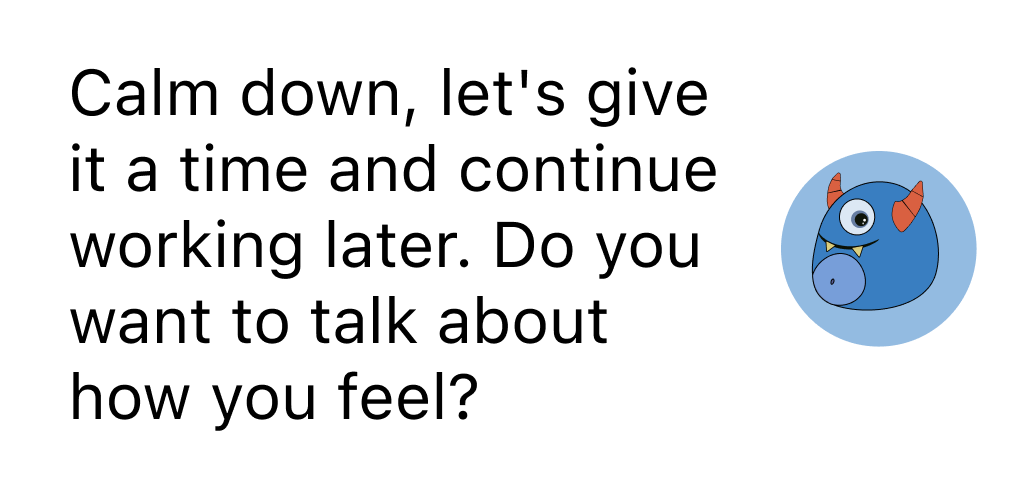 Calm down, let's give
it a time and continue
working later. Do you
want to talk about
how you feel?